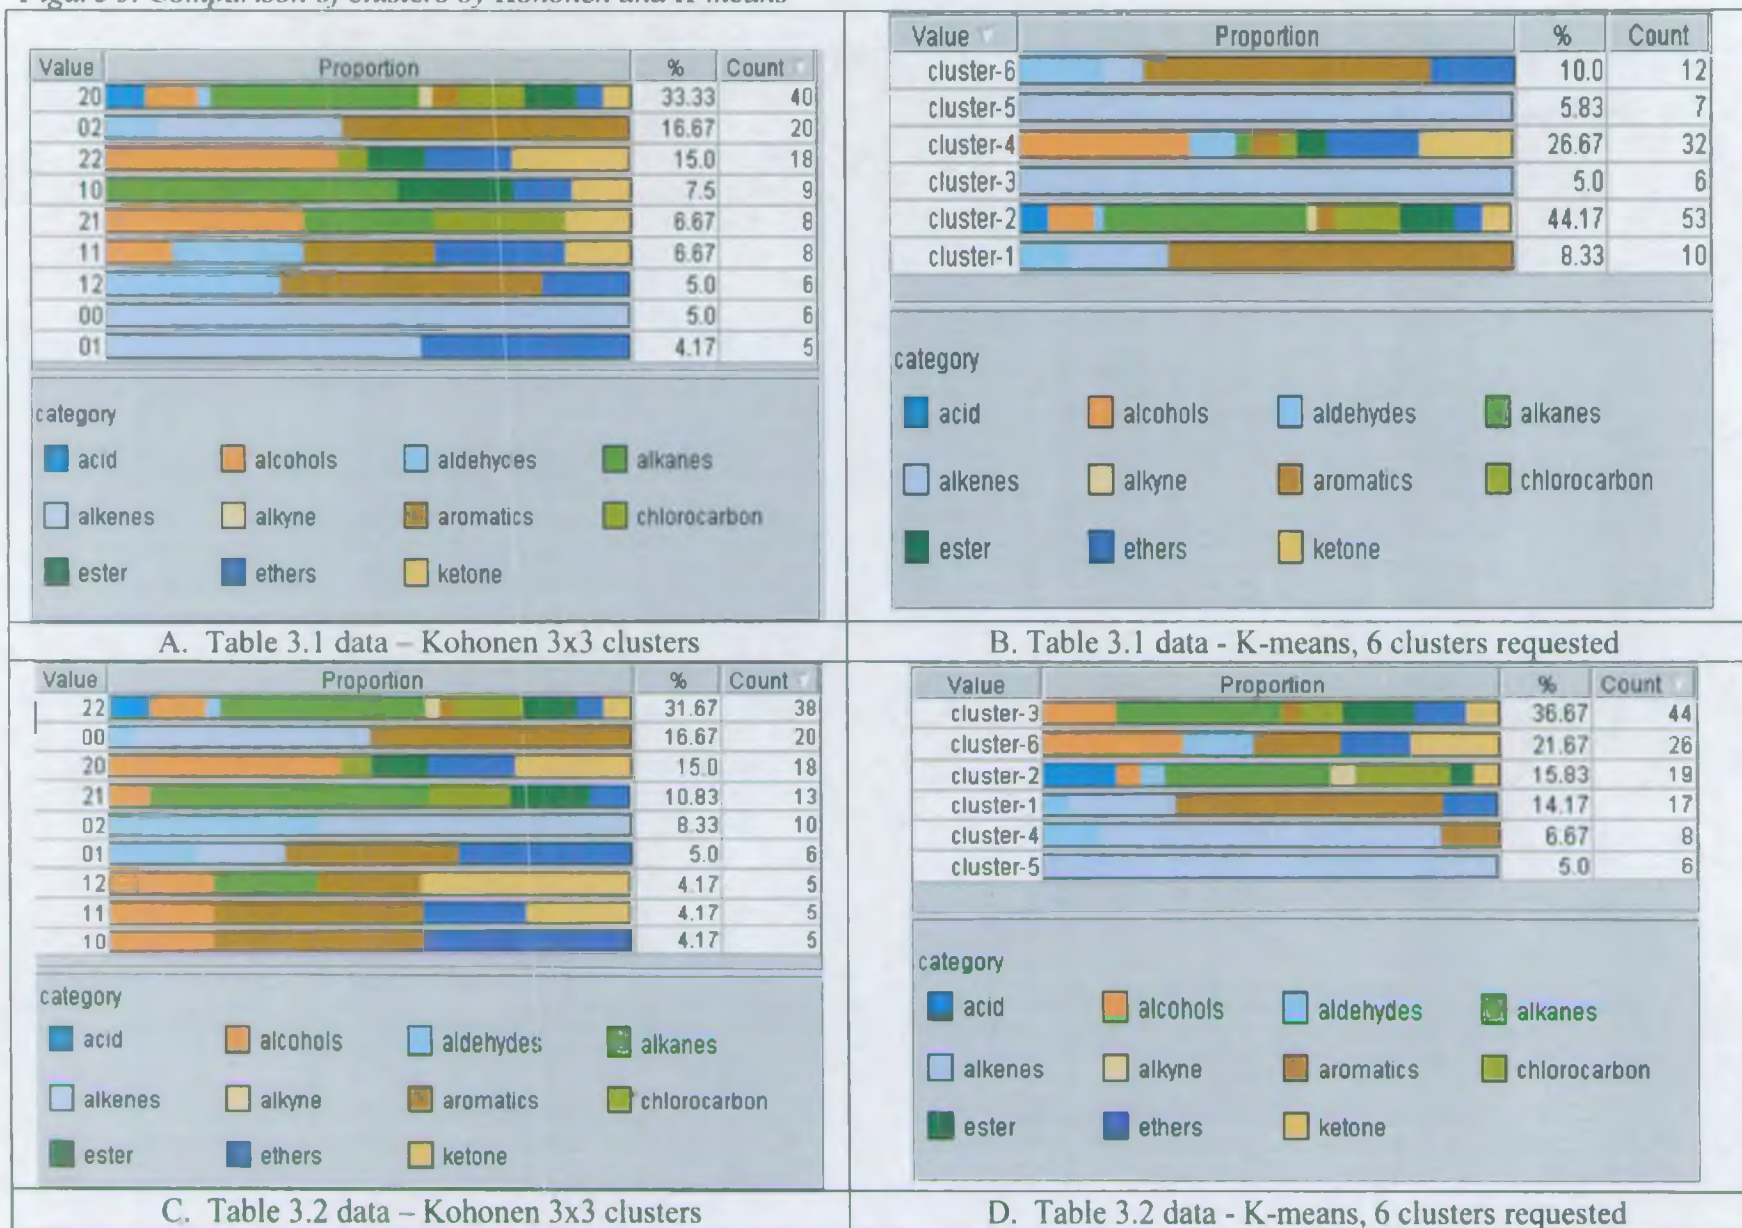 Comparison of clusters by Kohonen and K-means
Value Proportion % Count
20 33.33 40
02 16.67 20
22 15.0 18
10 7.5 9
21 6.67 8
11 6.67 8
12 5.0 6
00 5.0 6
01 4.17 5
category
acid alcohols aldehydes alkanes
alkenes alkyne aromatics chlorocarbon
ester ethers ketone
A. Table 3.1 data – Kohonen 3x3 clusters
Value Proportion % Count
cluster-6 10.0 12
cluster-5 5.83 7
cluster-4 26.67 32
cluster-3 5.0 6
cluster-2 44.17 53
cluster-1 8.33 10
category
acid alcohols aldehydes alkanes
alkenes alkyne aromatics chlorocarbon
ester ethers ketone
B. Table 3.1 data - K-means, 6 clusters requested
Value Proportion % Count
22 31.67 38
00 16.67 20
20 15.0 18
21 10.83 13
02 8.33 10
01 5.0 6
12 4.17 5
11 4.17 5
10 4.17 5
category
acid alcohols aldehydes alkanes
alkenes alkyne aromatics chlorocarbon
ester ethers ketone
C. Table 3.2 data – Kohonen 3x3 clusters
Value Proportion % Count
cluster-3 36.67 44
cluster-6 21.67 26
cluster-2 15.83 19
cluster-1 14.17 17
cluster-4 6.67 8
cluster-5 5.0 6
category
acid alcohols aldehydes alkanes
alkenes alkyne aromatics chlorocarbon
ester ethers ketone
D. Table 3.2 data - K-means, 6 clusters requested